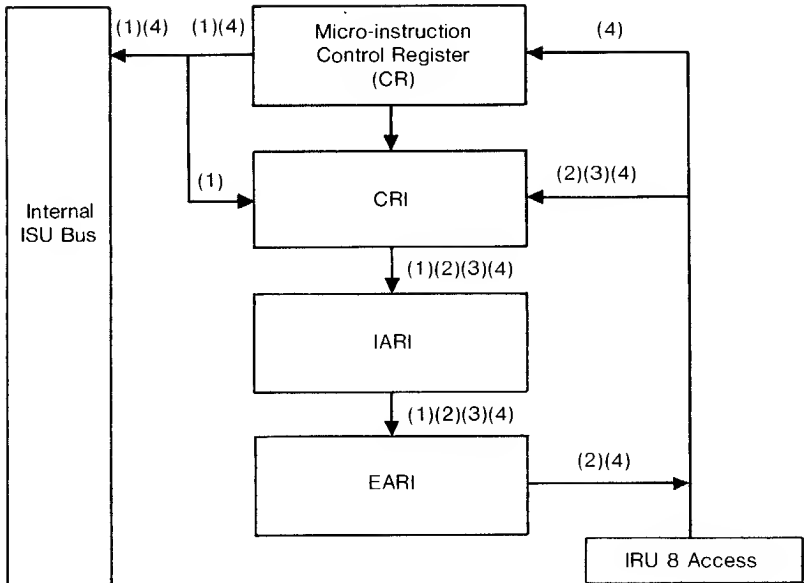 (1)(4)
(1)(4)
Micro-instruction
Control Register
(CR)
(4)
(1)
CRI
(2)(3)(4)
Internal
ISU Bus
(1)(2)(3)(4)
IARI
(1)(2)(3)(4)
EARI
(2)(4)
IRU 8 Access